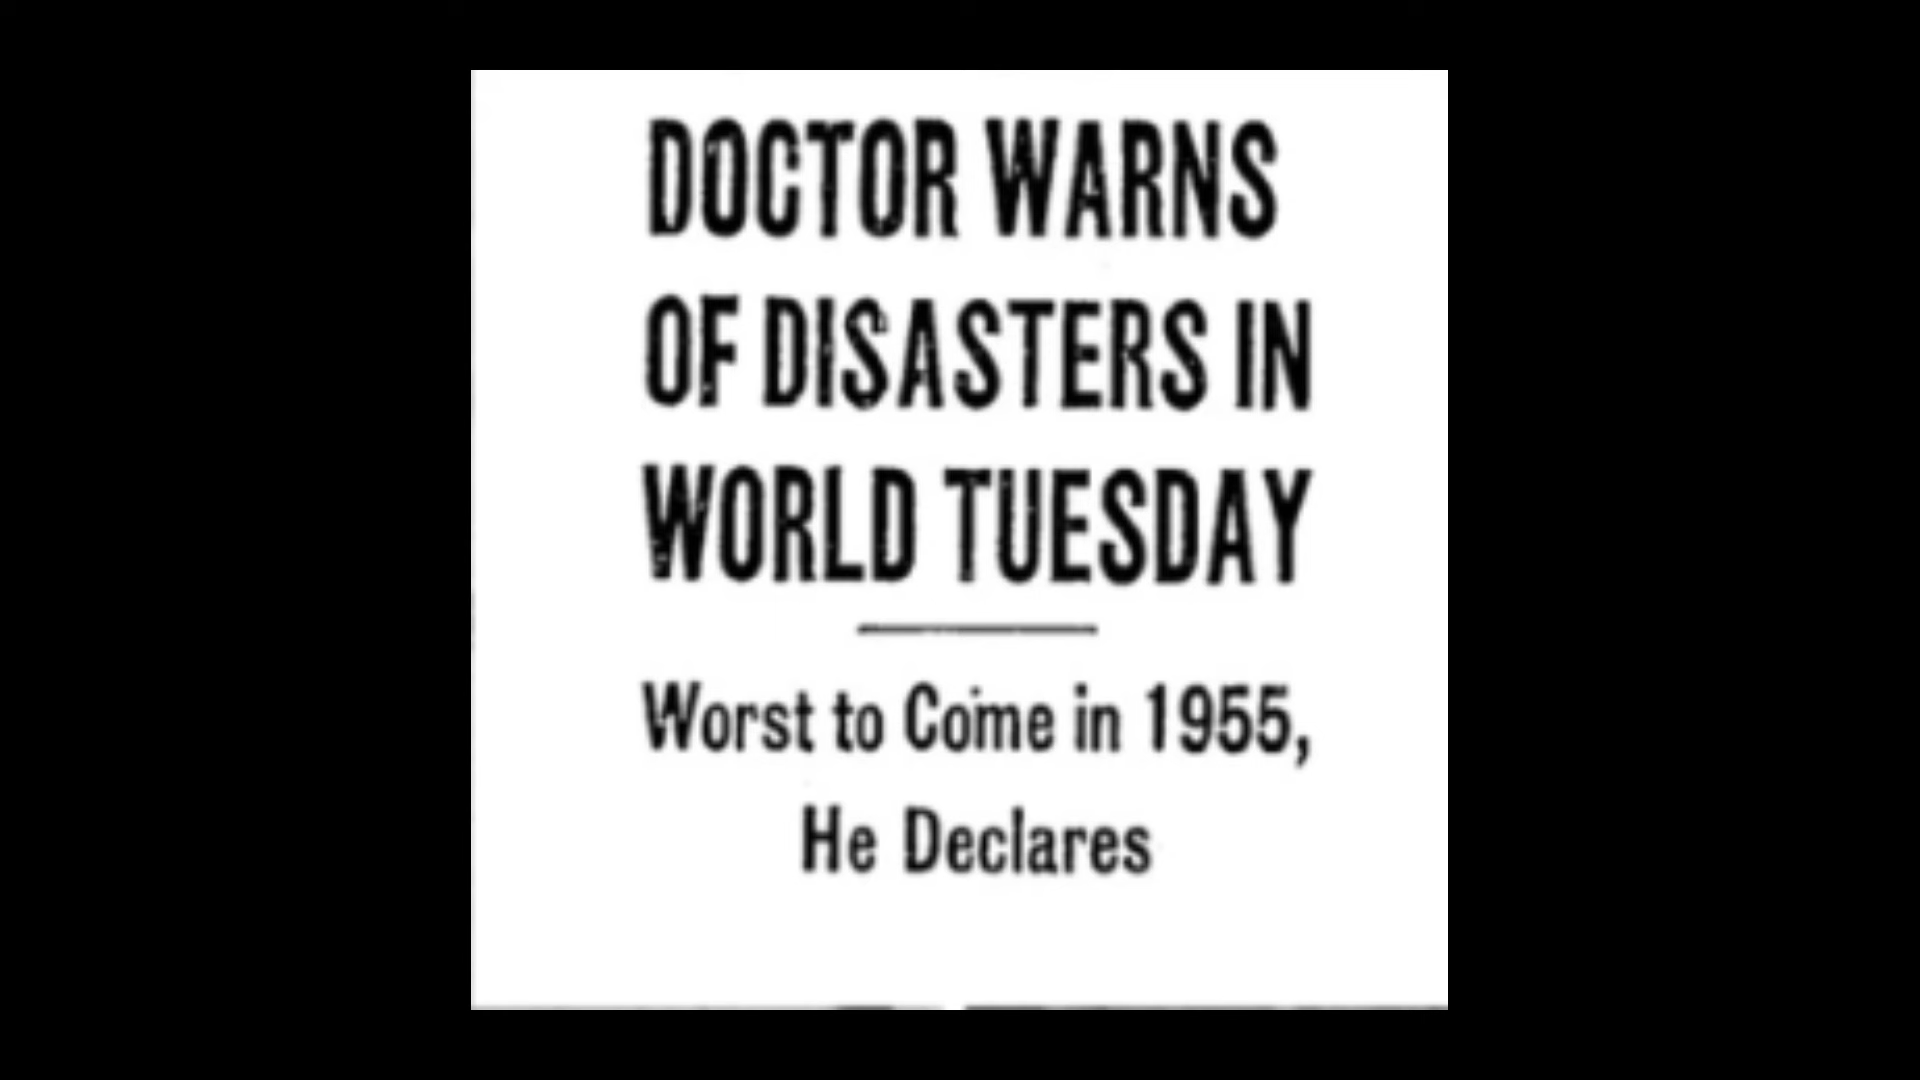 DOCTOR WARNS
OF DISASTERS IN
WORLD TUESDAY
Worst to Come in 1955,
He Declares